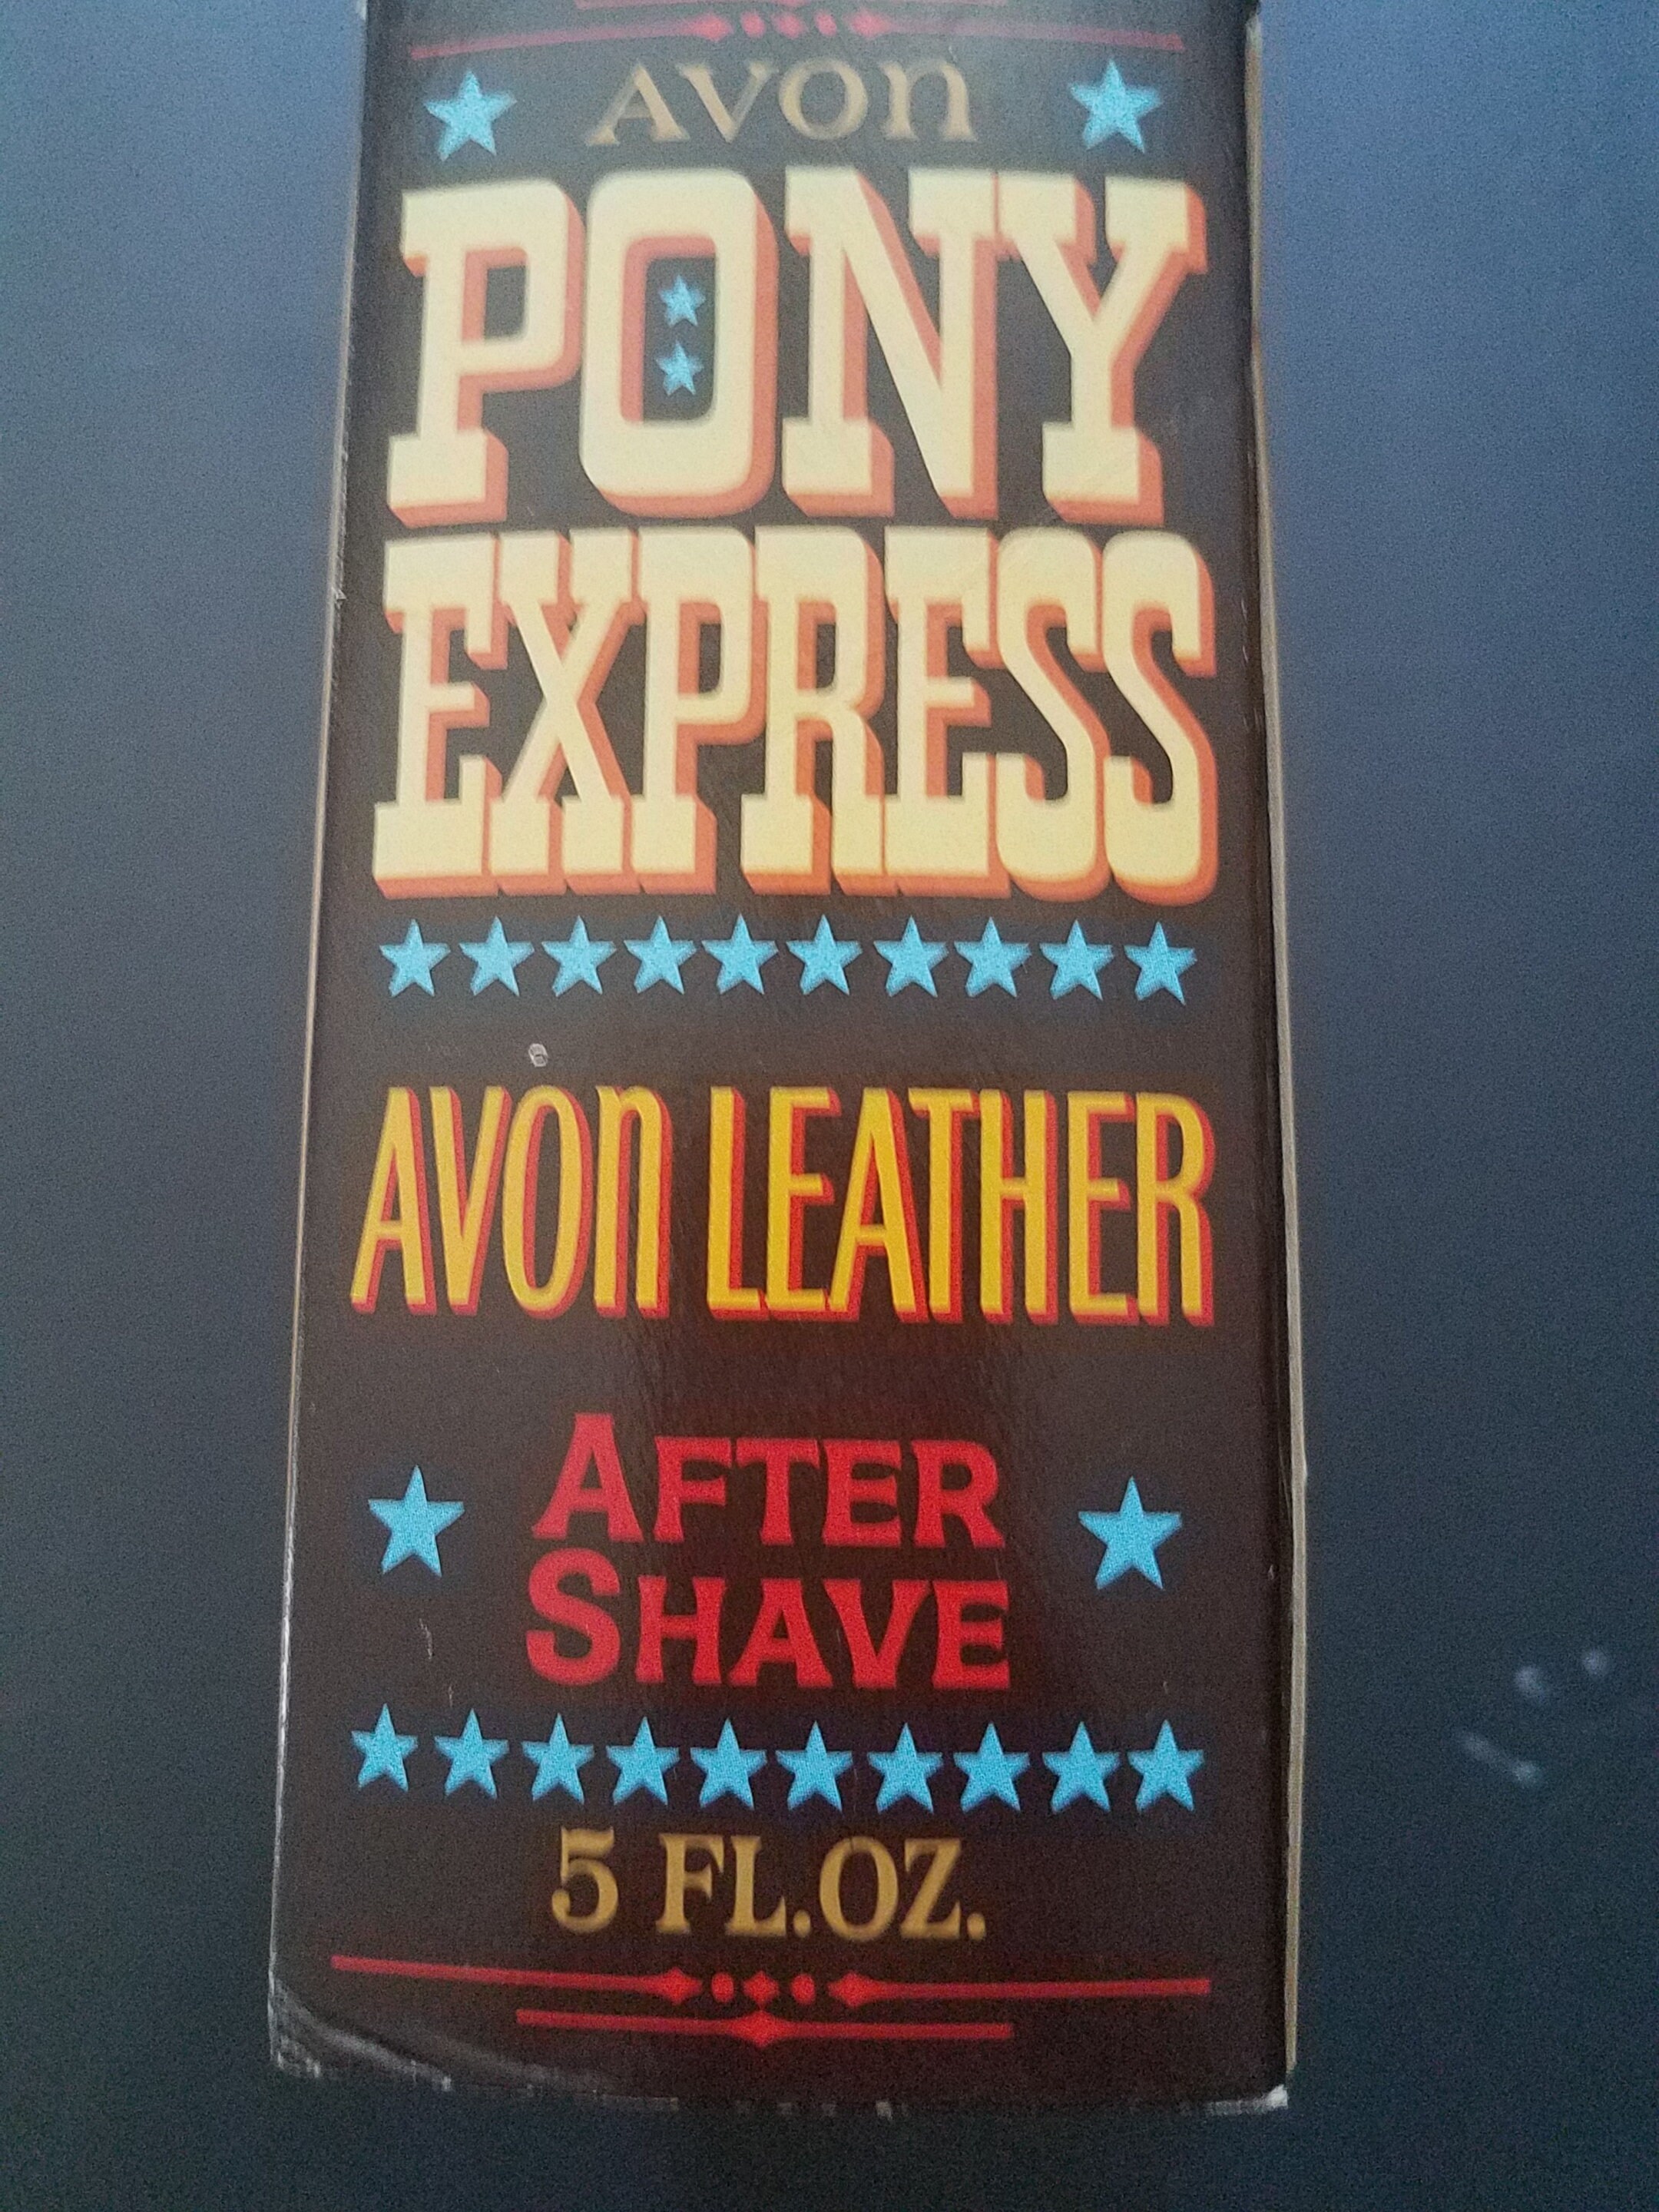 AVON
PONY
EXPRESS
AVON LEATHER
AFTER
SHAVE
5 FL.OZ.